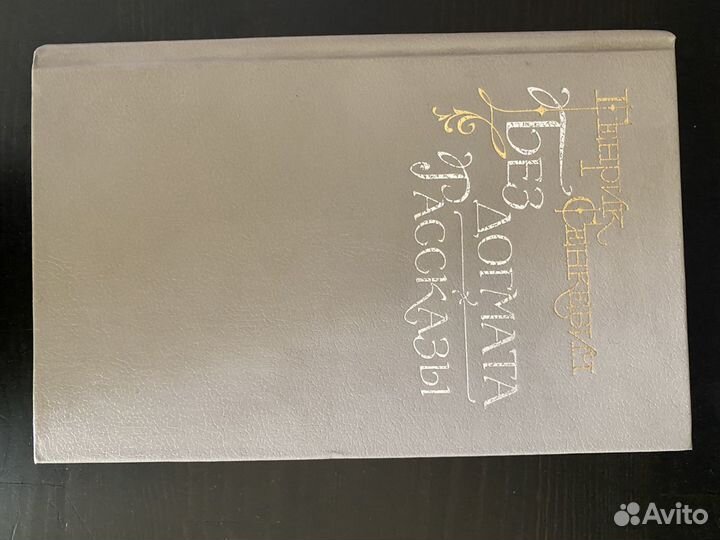 Генрик
Сенкевич
Без
догмата
Рассказы
Avito